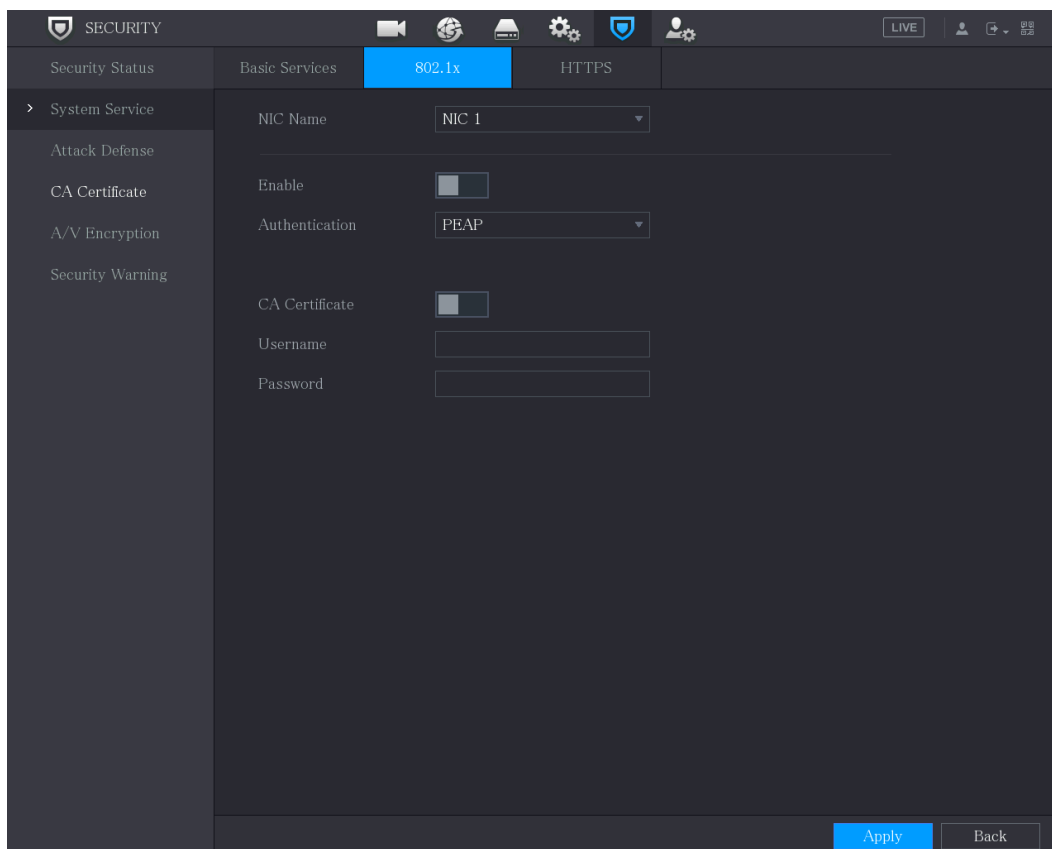 SECURITY
LIVE
Security Status
System Service
Attack Defense
CA Certificate
A/V Encryption
Security Warning
Basic Services
802.1x
HTTPS
NIC Name
NIC 1
Enable
Authentication
PEAP
CA Certificate
Username
Password
Apply
Back